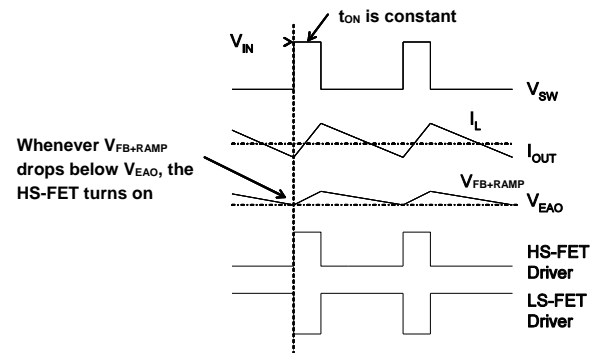 tON is constant
VIN
VSW
IL
IOUT
Whenever VFB+RAMP
drops below VEAO, the
HS-FET turns on
VFB+RAMP
VEAO
HS-FET
Driver
LS-FET
Driver